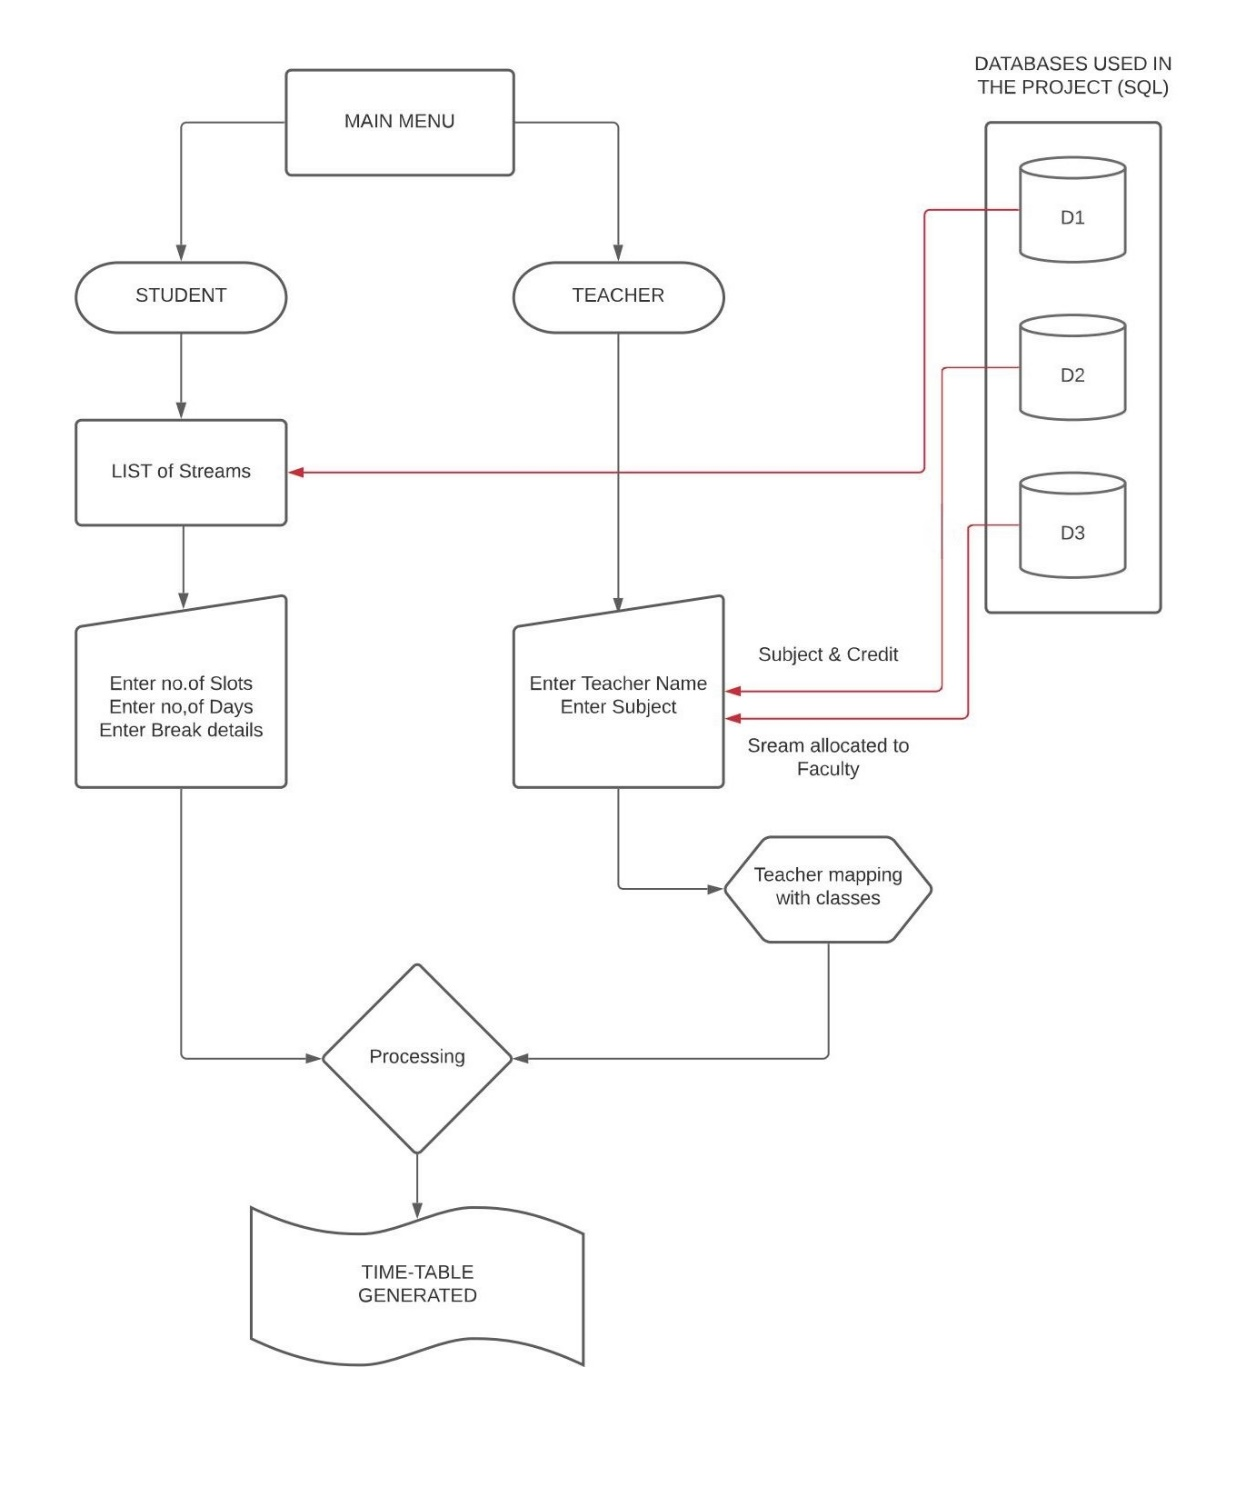 DATABASES USED IN
THE PROJECT (SQL)
MAIN MENU
D1
STUDENT
TEACHER
D2
LIST of Streams
D3
Enter no.of Slots
Enter no,of Days
Enter Break details
Enter Teacher Name
Enter Subject
Subject & Credit
Sream allocated to
Faculty
Teacher mapping
with classes
Processing
TIME-TABLE
GENERATED